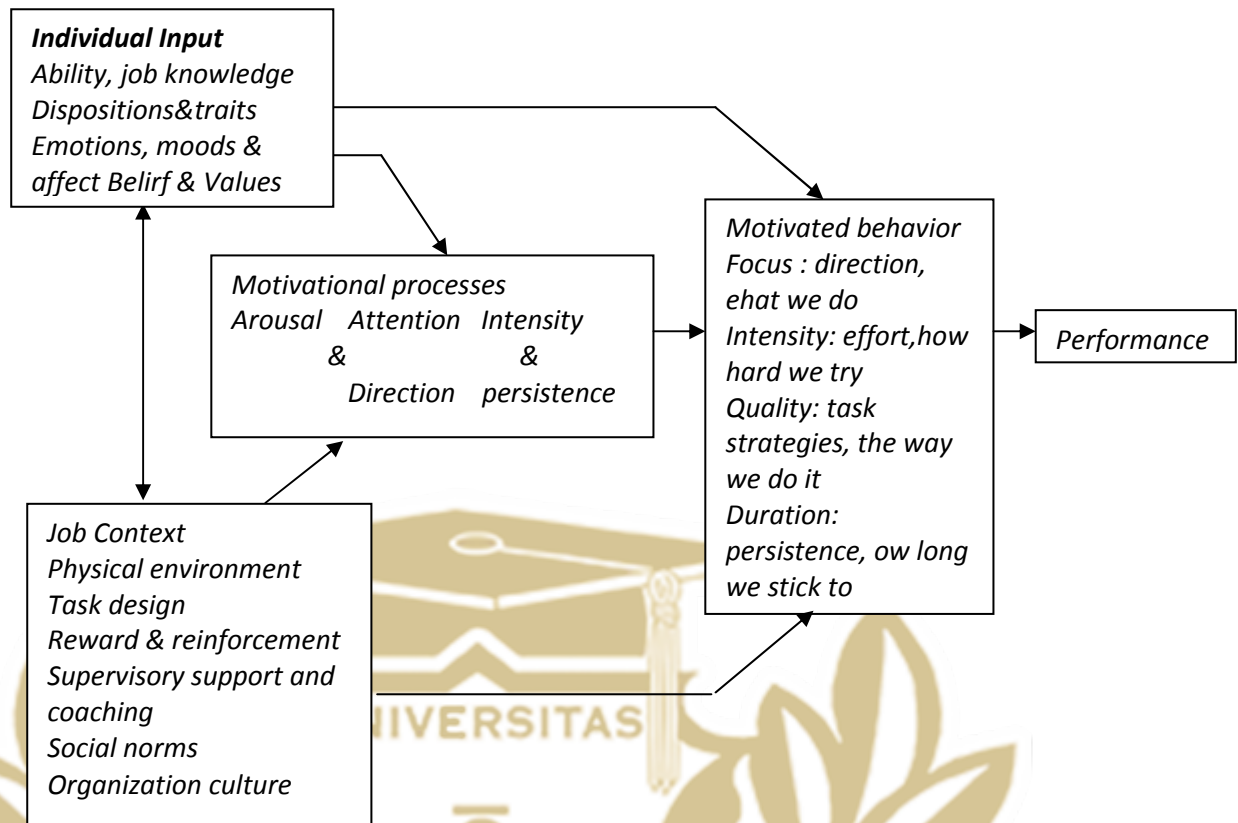 Individual Input
Ability, job knowledge
Dispositions&traits
Emotions, moods &
affect Belirf & Values
Motivational processes
Arousal Attention Intensity
& &
Direction persistence
Motivated behavior
Focus : direction,
ehat we do
Intensity: effort,how
hard we try
Quality: task
strategies, the way
we do it
Duration:
persistence, ow long
we stick to
Performance
Job Context
Physical environment
Task design
Reward & reinforcement
Supervisory support and
coaching
Social norms
Organization culture
IVERSITAS